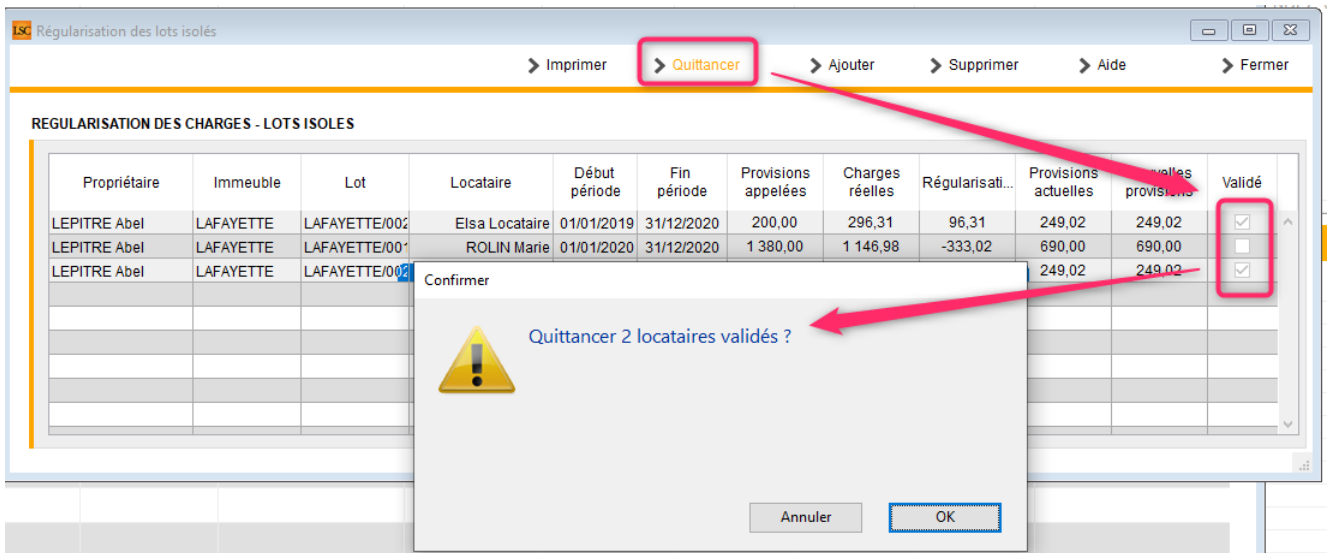 LSC Régularisation des lots isolés
Imprimer Quittancer Ajouter Supprimer Aide Fermer
REGULARISATION DES CHARGES - LOTS ISOLES
Propriétaire Immeuble Lot Locataire Début période Fin période Provisions appelées Charges réelles Régularisati... Provisions actuelles provisions Validé
LEPITRE Abel LAFAYETTE LAFAYETTE/002 Elsa Locataire 01/01/2019 31/12/2020 200,00 296,31 96,31 249,02 249,02
LEPITRE Abel LAFAYETTE LAFAYETTE/001 ROLIN Marie 01/01/2020 31/12/2020 1 380,00 1 146,98 -333,02 690,00 690,00
LEPITRE Abel LAFAYETTE LAFAYETTE/002 249,02 249,02
Confirmer
Quittancer 2 locataires validés ?
Annuler OK